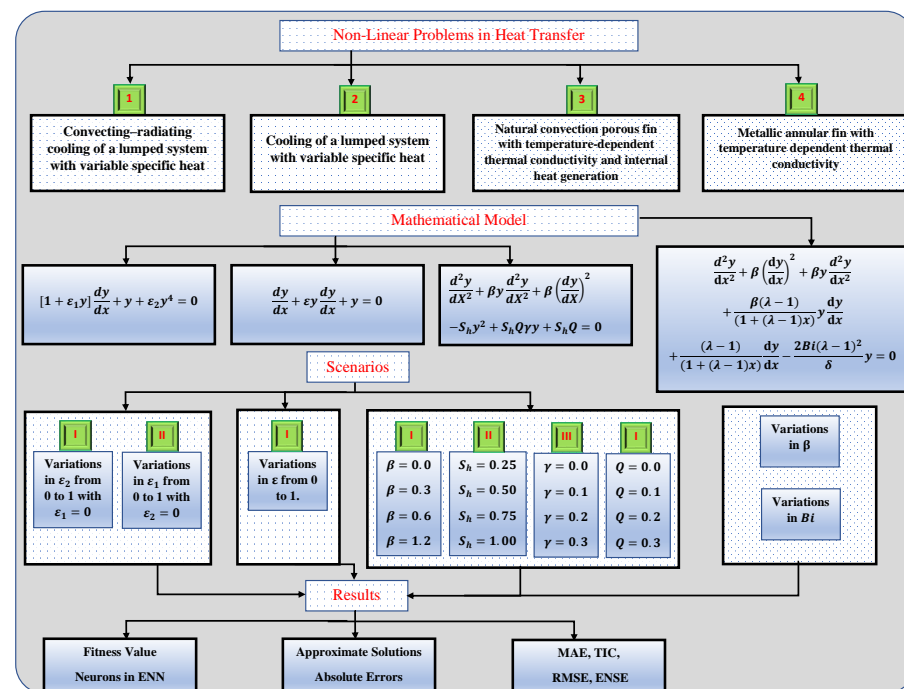 Non-Linear Problems in Heat Transfer
1
2
3
4
Convecting–radiating
cooling of a lumped system
with variable specific heat
Cooling of a lumped system
with variable specific heat
Natural convection porous fin
with temperature-dependent
thermal conductivity and internal
heat generation
Metallic annular fin with
temperature dependent thermal
conductivity
Mathematical Model
[1 + ε₁y] dy/dx + y + ε₂y⁴ = 0
dy/dx + εy dy/dx + y = 0
d²y/dX² + βy d²y/dX² + β (dy/dX)²
−Sₕy² + SₕQγy + SₕQ = 0
d²y/dx² + β (dy/dx)² + βy d²y/dx²
+ β(λ − 1)/(1 + (λ − 1)x) y dy/dx
+ (λ − 1)/(1 + (λ − 1)x) dy/dx − 2Bi(λ − 1)²/δ y = 0
Scenarios
I
II
Variations
in ε₂ from
0 to 1 with
ε₁ = 0
Variations
in ε₁ from
0 to 1 with
ε₂ = 0
I
Variations
in ε from 0
to 1.
I
II
III
I
β = 0.0
β = 0.3
β = 0.6
β = 1.2
Sₕ = 0.25
Sₕ = 0.50
Sₕ = 0.75
Sₕ = 1.00
γ = 0.0
γ = 0.1
γ = 0.2
γ = 0.3
Q = 0.0
Q = 0.1
Q = 0.2
Q = 0.3
Variations
in β
Variations
in Bi
Results
Fitness Value
Neurons in ENN
Approximate Solutions
Absolute Errors
MAE, TIC,
RMSE, ENSE